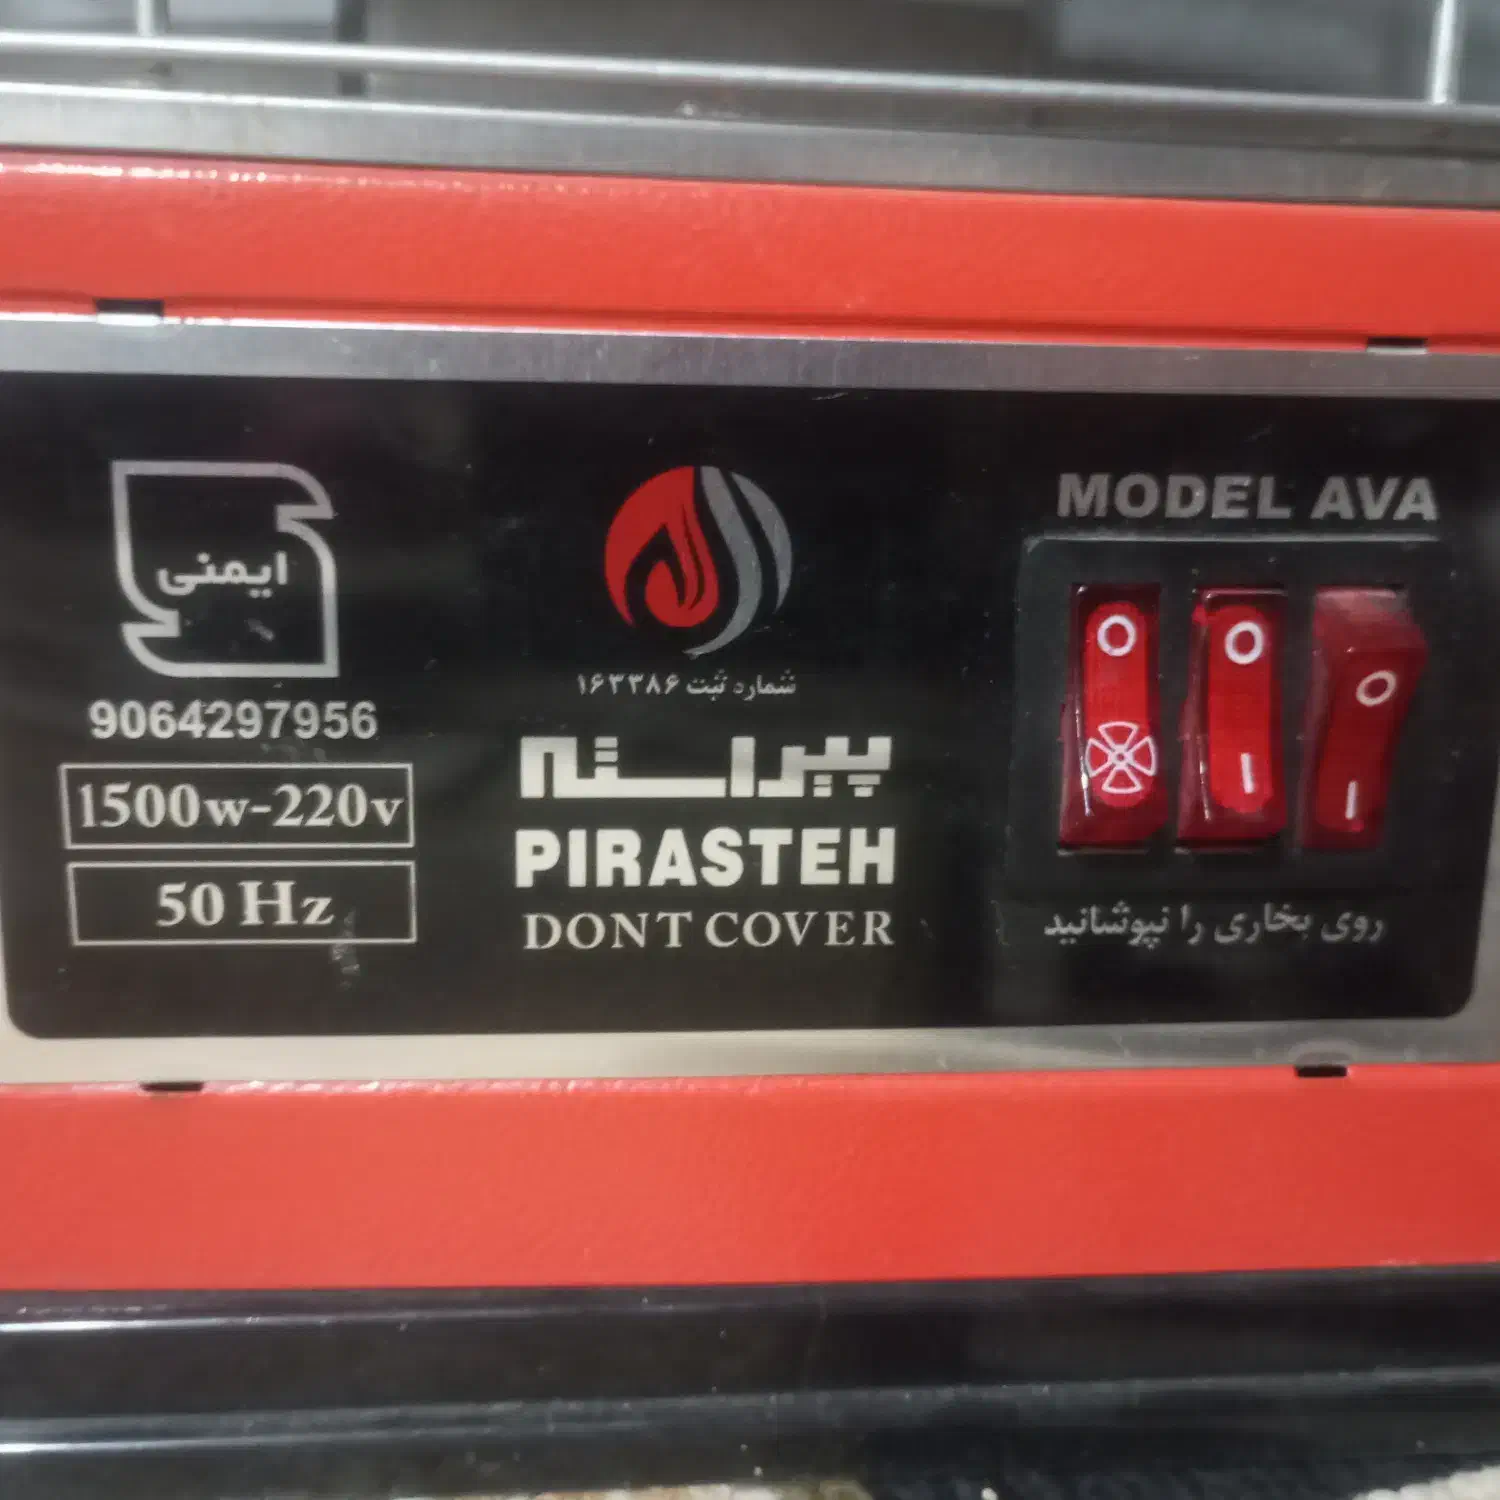 ایمنی
9064297956
1500w-220v
50 Hz
شماره ثبت ۱۶۳۳۸۶
پیراسته
PIRASTEH
DONT COVER
MODEL AVA
O
O
I
O
I
روی بخاری را نپوشانید